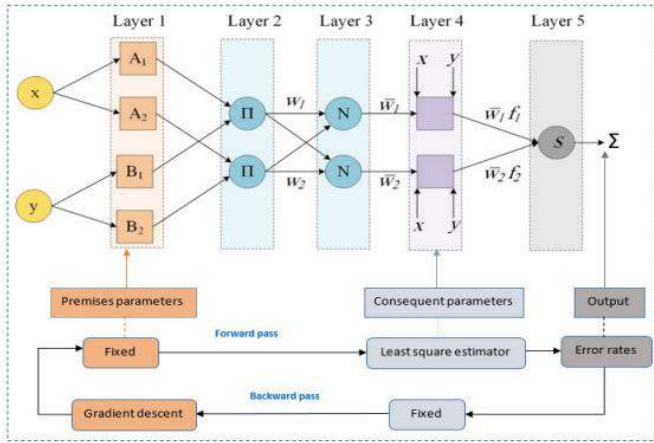 Layer 1 Layer 2 Layer 3 Layer 4 Layer 5
x
y
A1
A2
B1
B2
Π
Π
w1
w2
N
N
w̅1
w̅2
x y
x y
w̅1 f1
w̅2 f2
S
Σ
Premises parameters
Consequent parameters
Output
Forward pass
Fixed
Least square estimator
Error rates
Backward pass
Gradient descent
Fixed